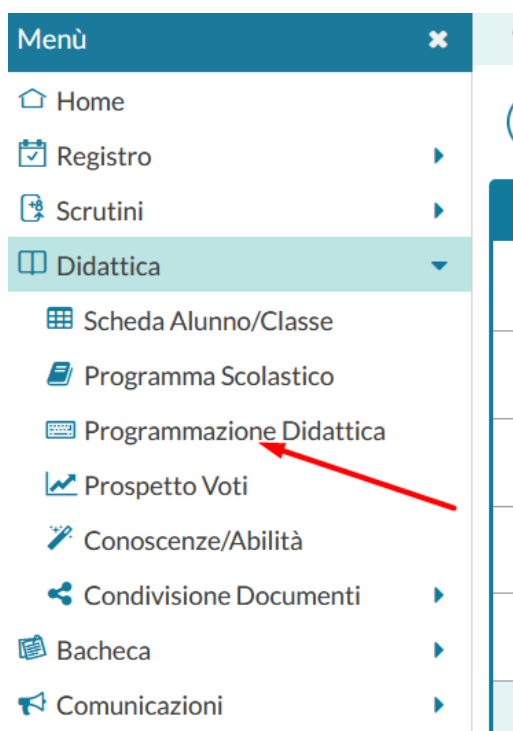 Menù
Home
Registro
Scrutini
Didattica
Scheda Alunno/Classe
Programma Scolastico
Programmazione Didattica
Prospetto Voti
Conoscenze/Abilità
Condivisione Documenti
Bacheca
Comunicazioni